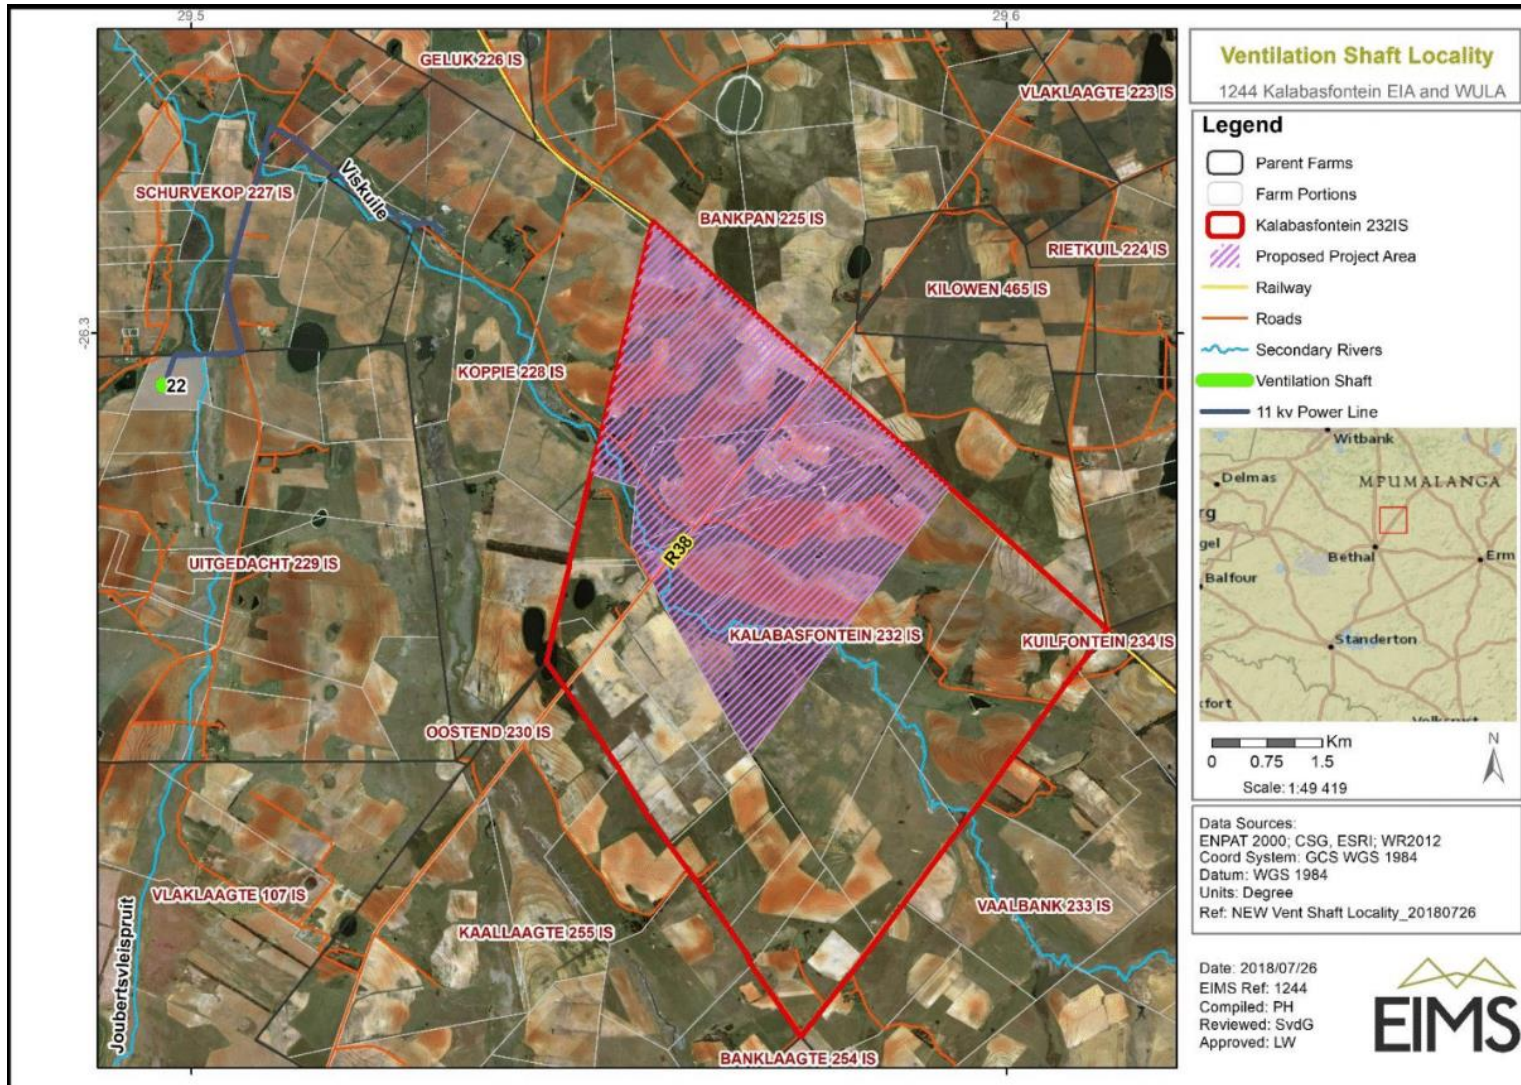 29.5
29.6
-26.3
GELUK 226 IS
VLAKLAAGTE 223 IS
SCHURVEKOP 227 IS
Viskuile
BANKPAN 225 IS
RIETKUIL 224 IS
KILOWEN 465 IS
KOPPIE 228 IS
22
R38
UITGEDACHT 229 IS
KALABASFONTEIN 232 IS
KUILFONTEIN 234 IS
OOSTEND 230 IS
VLAKLAAGTE 107 IS
KAALLAAGTE 255 IS
VAALBANK 233 IS
Joubertsvleispruit
BANKLAAGTE 254 IS
Ventilation Shaft Locality
1244 Kalabasfontein EIA and WULA
Legend
Parent Farms
Farm Portions
Kalabasfontein 232IS
Proposed Project Area
Railway
Roads
Secondary Rivers
Ventilation Shaft
11 kv Power Line
Witbank
Delmas
MPUMALANGA
rg
gel
Bethal
Erm
Balfour
Standerton
fort
Volksrust
Km
0 0.75 1.5
Scale: 1:49 419
N
Data Sources:
ENPAT 2000; CSG, ESRI; WR2012
Coord System: GCS WGS 1984
Datum: WGS 1984
Units: Degree
Ref: NEW Vent Shaft Locality_20180726
Date: 2018/07/26
EIMS Ref: 1244
Compiled: PH
Reviewed: SvdG
Approved: LW
EIMS